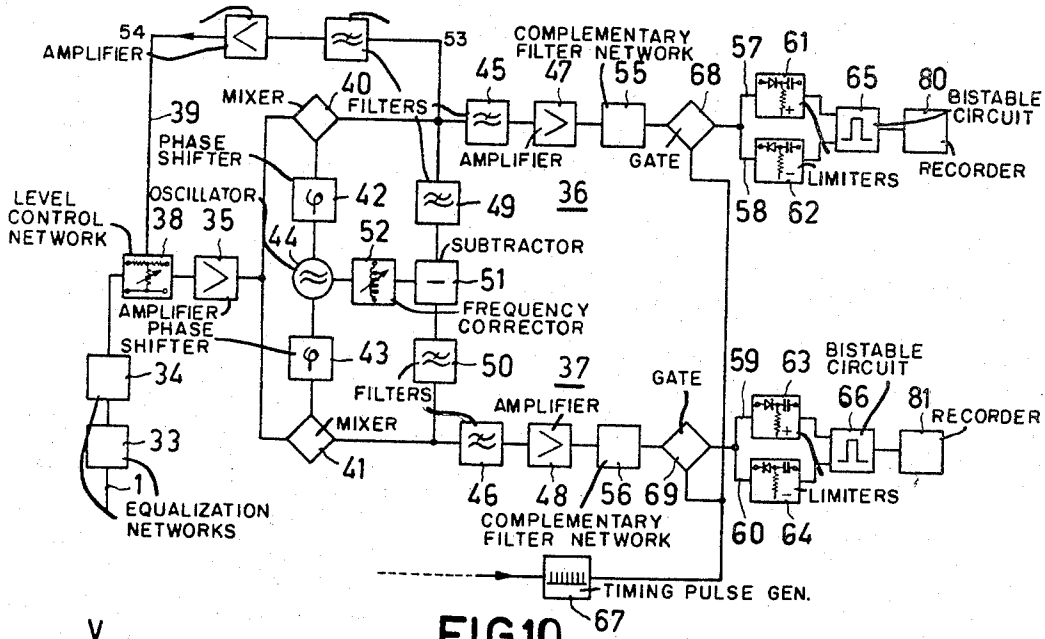 54
AMPLIFIER
53
COMPLEMENTARY
FILTER NETWORK
MIXER
40
FILTERS
45
47
55
68
57
61
65
80
BISTABLE
CIRCUIT
39
PHASE
SHIFTER
AMPLIFIER
GATE
RECORDER
OSCILLATOR
φ
42
36
49
58
LIMITERS
62
LEVEL
CONTROL
NETWORK
38
35
44
52
SUBTRACTOR
51
AMPLIFIER
PHASE
SHIFTER
FREQUENCY
CORRECTOR
φ
43
50
37
34
FILTERS
AMPLIFIER
GATE
59
63
BISTABLE
CIRCUIT
66
81
RECORDER
33
MIXER
41
46
48
56
69
60
64
LIMITERS
1
EQUALIZATION
NETWORKS
COMPLEMENTARY
FILTER NETWORK
TIMING PULSE GEN.
67
V
FIG.10